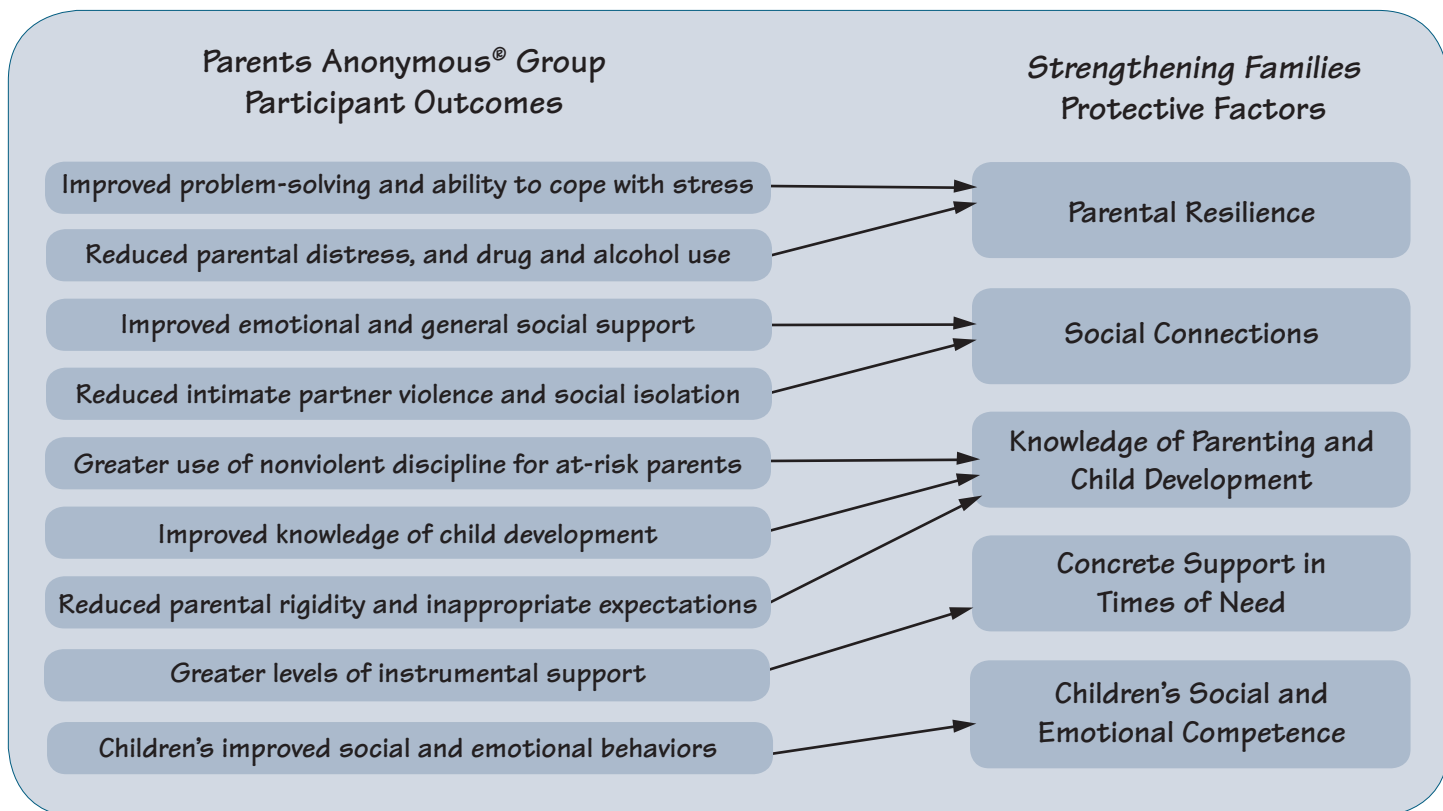 Parents Anonymous® Group
Participant Outcomes
Improved problem-solving and ability to cope with stress
Reduced parental distress, and drug and alcohol use
Improved emotional and general social support
Reduced intimate partner violence and social isolation
Greater use of nonviolent discipline for at-risk parents
Improved knowledge of child development
Reduced parental rigidity and inappropriate expectations
Greater levels of instrumental support
Children's improved social and emotional behaviors
Strengthening Families
Protective Factors
Parental Resilience
Social Connections
Knowledge of Parenting and
Child Development
Concrete Support in
Times of Need
Children's Social and
Emotional Competence